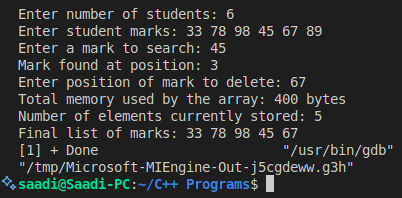 Enter number of students: 6
Enter student marks: 33 78 98 45 67 89
Enter a mark to search: 45
Mark found at position: 3
Enter position of mark to delete: 67
Total memory used by the array: 400 bytes
Number of elements currently stored: 5
Final list of marks: 33 78 98 45 67
[1] + Done                       "/usr/bin/gdb"
"/tmp/Microsoft-MIEngine-Out-j5cgdeww.g3h"
saadi@Saadi-PC:~/C++ Programs$